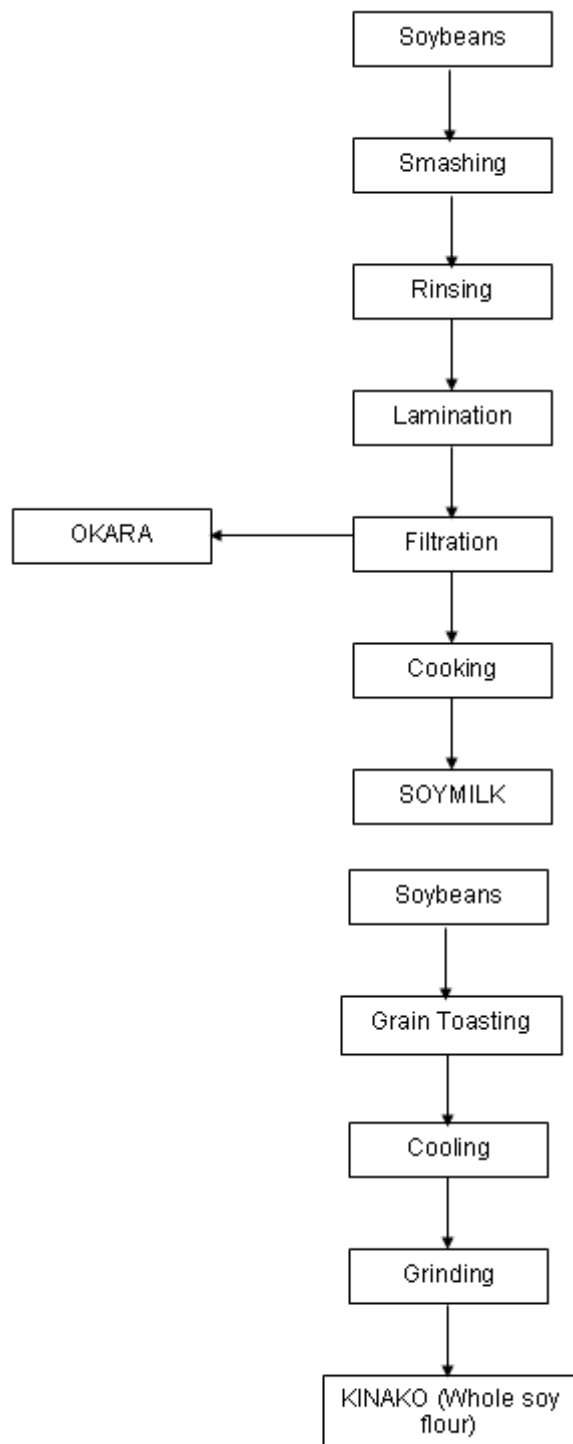 Soybeans
Smashing
Rinsing
Lamination
OKARA
Filtration
Cooking
SOYMILK
Soybeans
Grain Toasting
Cooling
Grinding
KINAKO (Whole soy
flour)